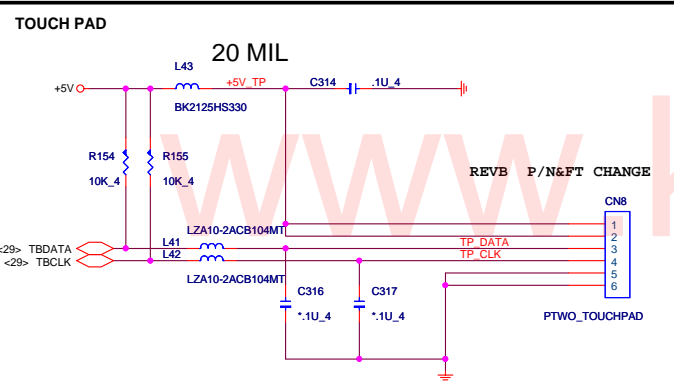 TOUCH PAD
20 MIL
L43
+5V
+5V_TP
C314
.1U_4
BK2125HS330
R154
R155
10K_4
10K_4
www.k
REVB P/N&FT CHANGE
CN8
<29> TBDATA
<29> TBCLK
L41
L42
LZA10-2ACB104MT
LZA10-2ACB104MT
TP_DATA
TP_CLK
1
2
3
4
5
6
C316
*.1U_4
C317
*.1U_4
PTWO_TOUCHPAD